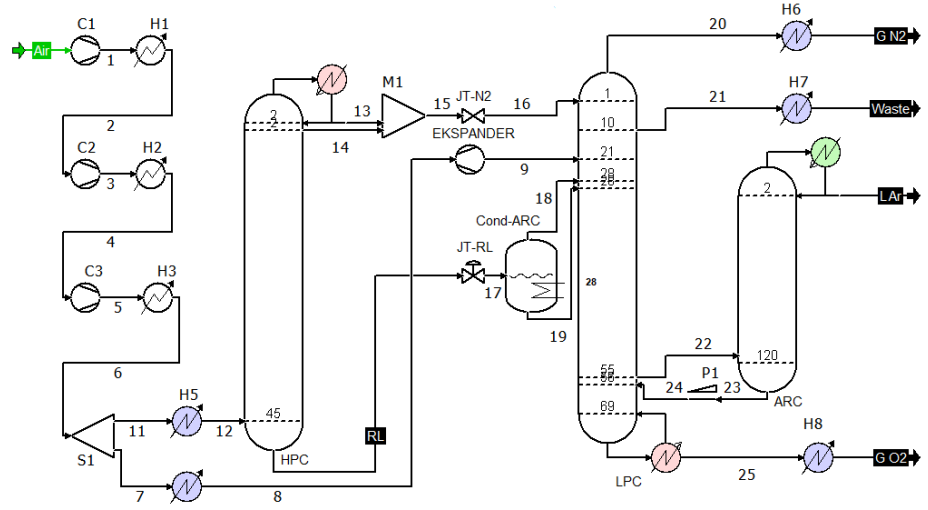 H6
20
G N2
Air
C1
H1
1
M1
H7
15
JT-N2
16
1
21
Waste
2
13
2
2
14
10
EKSPANDER
C2
H2
3
9
21
28
18
2
L Ar
4
Cond-ARC
JT-RL
C3
H3
5
17
28
19
22
55
120
6
P1
24
23
ARC
H5
11
12
45
69
H8
RL
S1
HPC
G O2
7
8
LPC
25